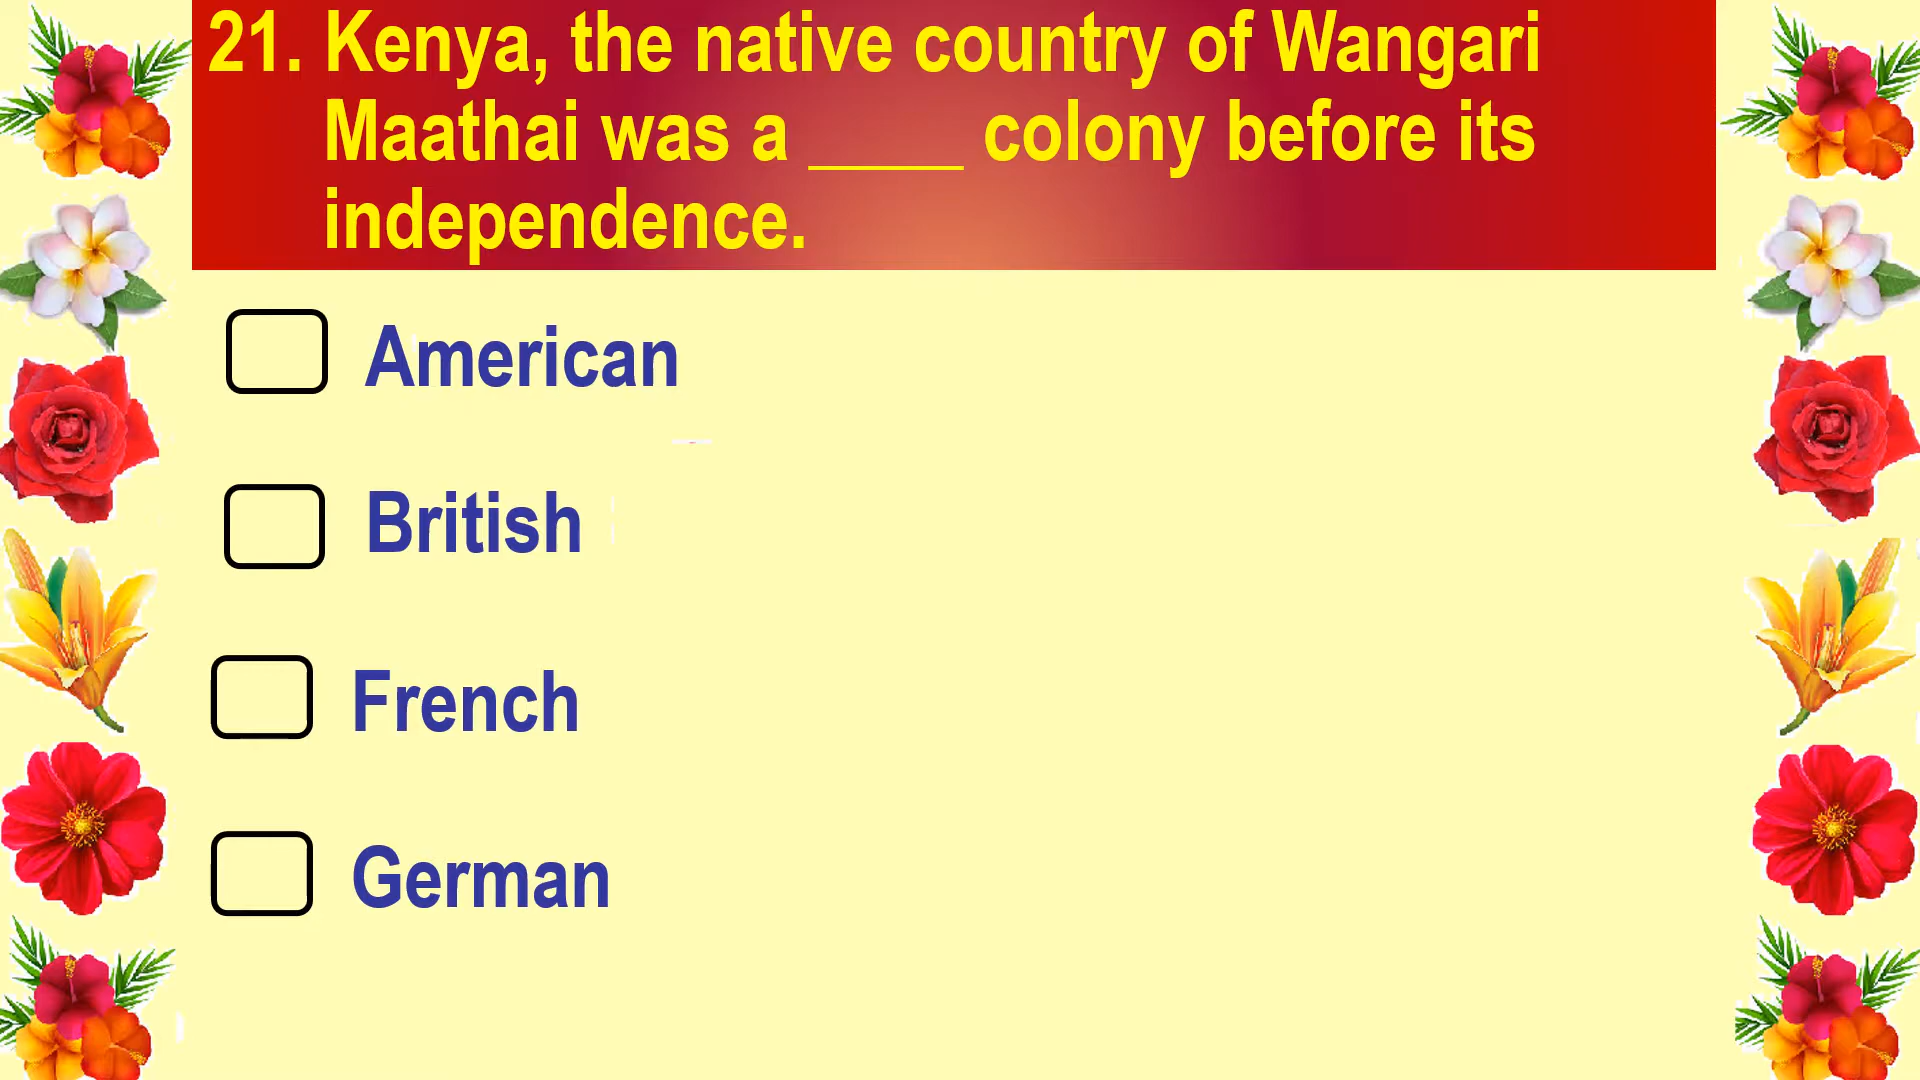 21. Kenya, the native country of Wangari
Maathai was a ____ colony before its
independence.
American
British
French
German